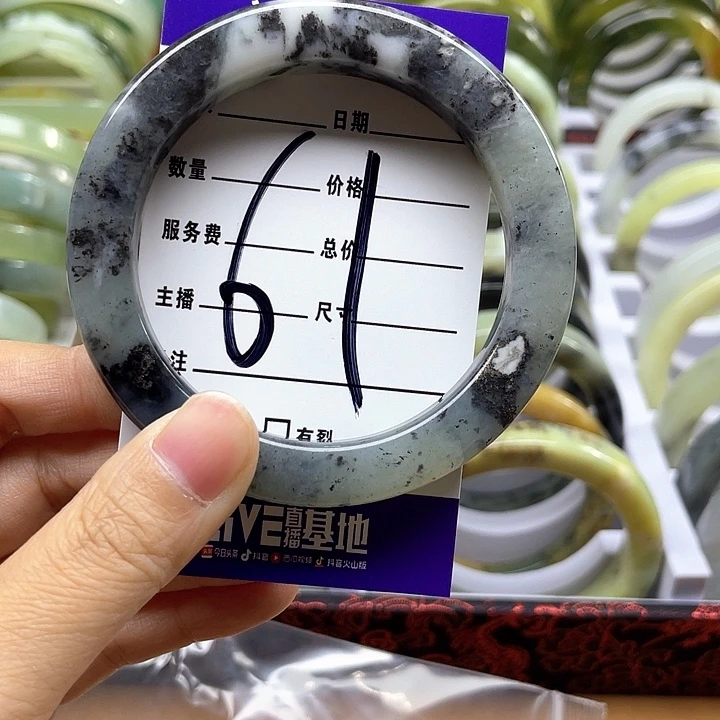 日期
数量 价格
服务费 总价
主播 尺寸
注
61
有裂
LIVE直播基地
今日头条 抖音 西瓜视频 抖音火山版